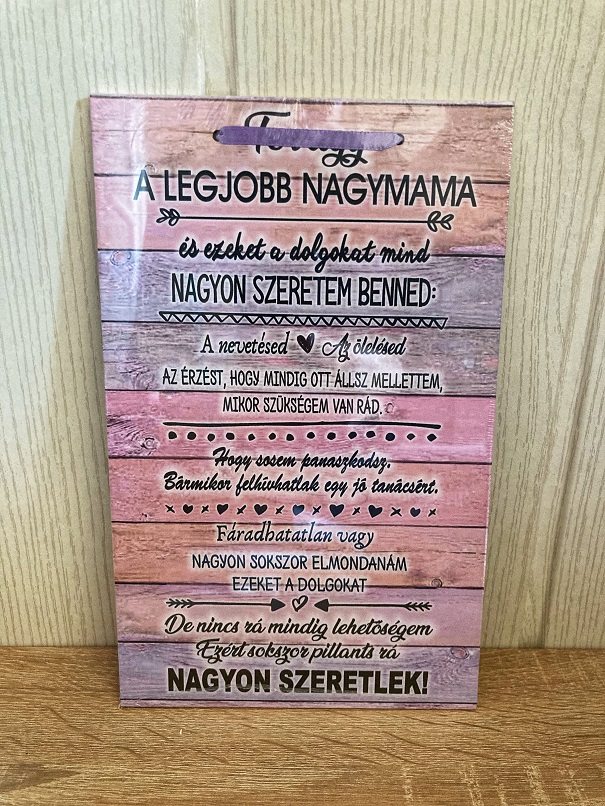 A LEGJOBB NAGYMAMA
és ezeket a dolgokat mind
NAGYON SZERETEM BENNED:
A nevetésed Az ölelésed
AZ ÉRZÉST, HOGY MINDIG OTT ÁLLSZ MELLETTEM,
MIKOR SZÜKSÉGEM VAN RÁD.
Hogy sosem panaszkodsz.
Bármikor felhívhatlak egy jó tanácsért.
Fáradhatatlan vagy
NAGYON SOKSZOR ELMONDANÁM
EZEKET A DOLGOKAT
De nincs rá mindig lehetőségem
Ezért sokszor pillants rá
NAGYON SZERETLEK!